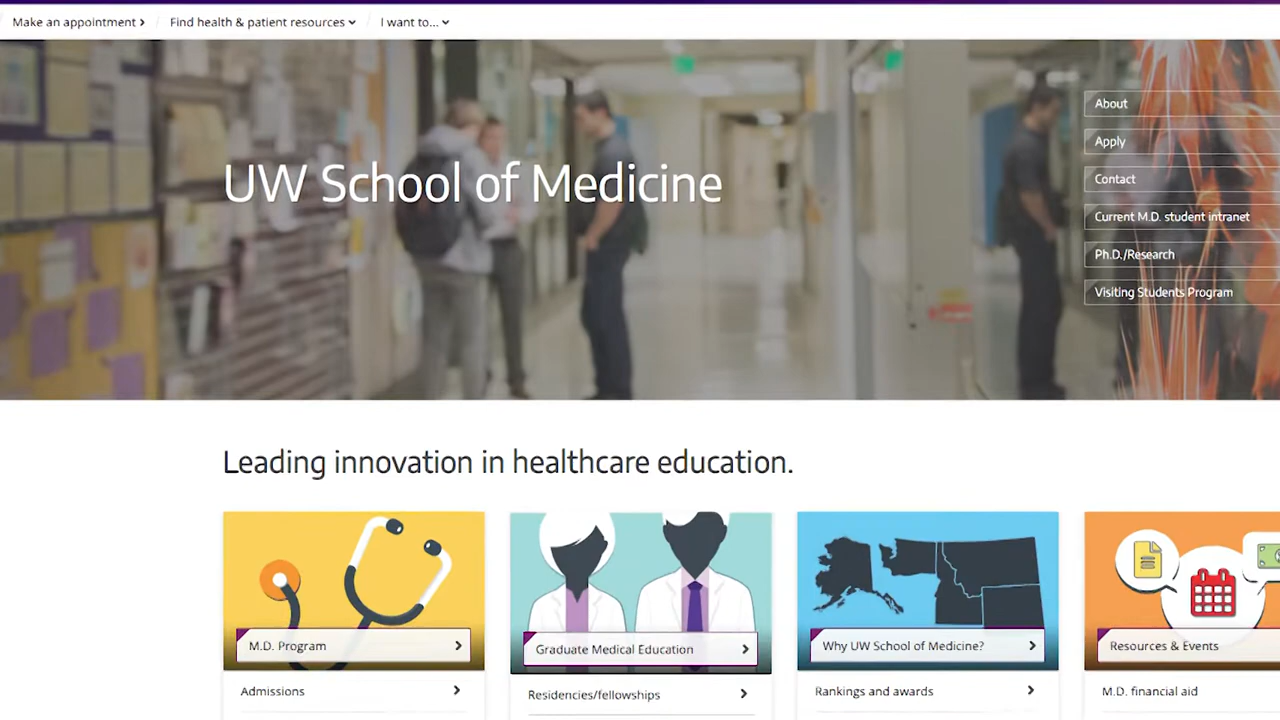 Make an appointment
Find health & patient resources
I want to...
UW School of Medicine
About
Apply
Contact
Current M.D. student intranet
Ph.D./Research
Visiting Students Program
Leading innovation in healthcare education.
M.D. Program
Graduate Medical Education
Why UW School of Medicine?
Resources & Events
Admissions
Residencies/fellowships
Rankings and awards
M.D. financial aid